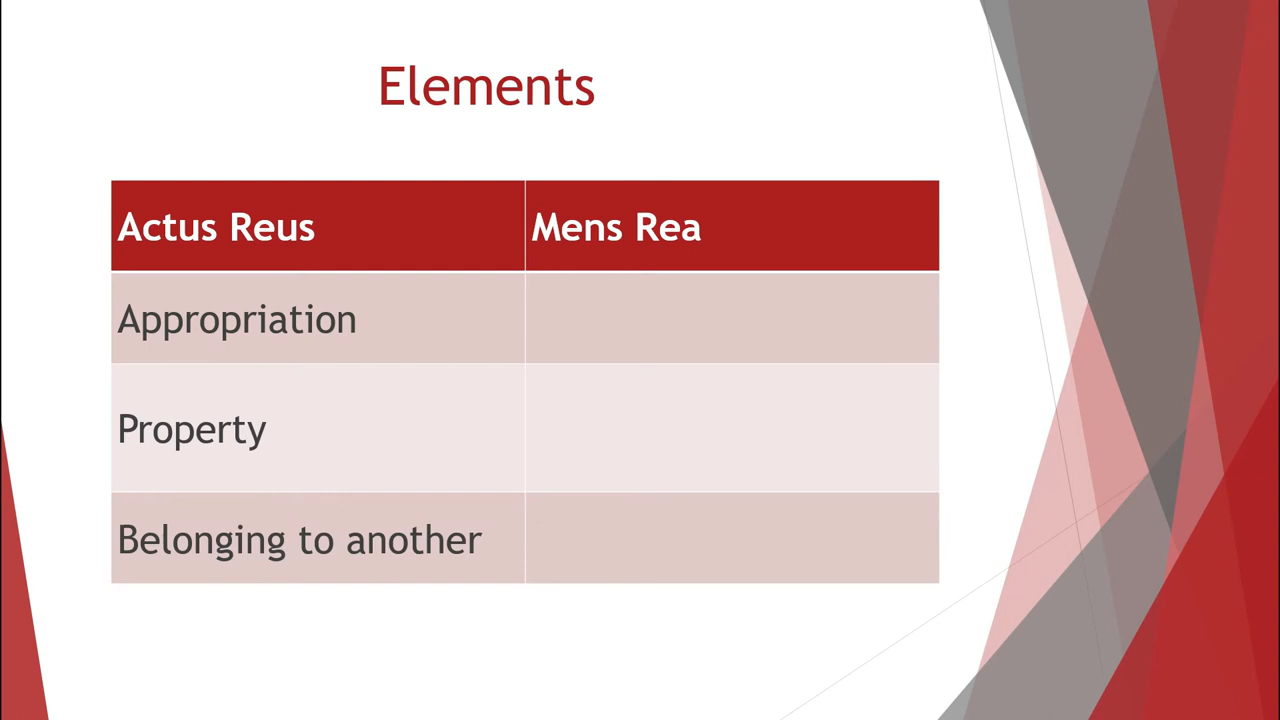 Elements
Actus Reus
Mens Rea
Appropriation
Property
Belonging to another